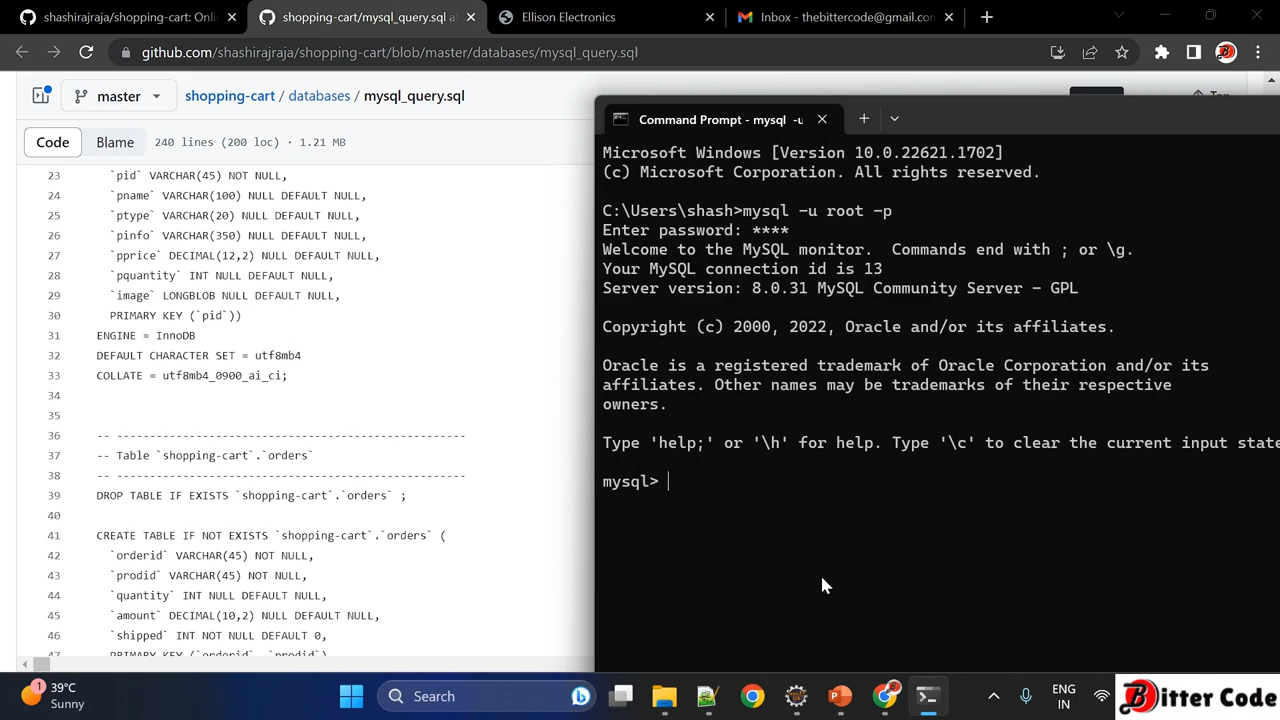 shashirajraja/shopping-cart: Onli
shopping-cart/mysql_query.sql at
Ellison Electronics
Inbox - thebittercode@gmail.con
github.com/shashirajraja/shopping-cart/blob/master/databases/mysql_query.sql
master
shopping-cart / databases / mysql_query.sql
Top
Code
Blame
240 lines (200 loc) · 1.21 MB
23 `pid` VARCHAR(45) NOT NULL,
24 `pname` VARCHAR(100) NULL DEFAULT NULL,
25 `ptype` VARCHAR(20) NULL DEFAULT NULL,
26 `pinfo` VARCHAR(350) NULL DEFAULT NULL,
27 `pprice` DECIMAL(12,2) NULL DEFAULT NULL,
28 `pquantity` INT NULL DEFAULT NULL,
29 `image` LONGBLOB NULL DEFAULT NULL,
30 PRIMARY KEY (`pid`))
31 ENGINE = InnoDB
32 DEFAULT CHARACTER SET = utf8mb4
33 COLLATE = utf8mb4_0900_ai_ci;
34
35
36 -- -----------------------------------------------------
37 -- Table `shopping-cart`.`orders`
38 -- -----------------------------------------------------
39 DROP TABLE IF EXISTS `shopping-cart`.`orders` ;
40
41 CREATE TABLE IF NOT EXISTS `shopping-cart`.`orders` (
42 `orderid` VARCHAR(45) NOT NULL,
43 `prodid` VARCHAR(45) NOT NULL,
44 `quntity` INT NULL DEFAULT NULL,
45 `amount` DECIMAL(10,2) NULL DEFAULT NULL,
46 `shipped` INT NOT NULL DEFAULT 0,
47 PRIMARY KEY (`orderid`, `prodid`),
Command Prompt - mysql -u
Microsoft Windows [Version 10.0.22621.1702]
(c) Microsoft Corporation. All rights reserved.
C:\Users\shash>mysql -u root -p
Enter password: ****
Welcome to the MySQL monitor. Commands end with ; or \g.
Your MySQL connection id is 13
Server version: 8.0.31 MySQL Community Server - GPL
Copyright (c) 2000, 2022, Oracle and/or its affiliates.
Oracle is a registered trademark of Oracle Corporation and/or its
affiliates. Other names may be trademarks of their respective
owners.
Type 'help;' or '\h' for help. Type '\c' to clear the current input state
mysql>
1
39°C
Sunny
Search
ENG
IN
Bitter Code